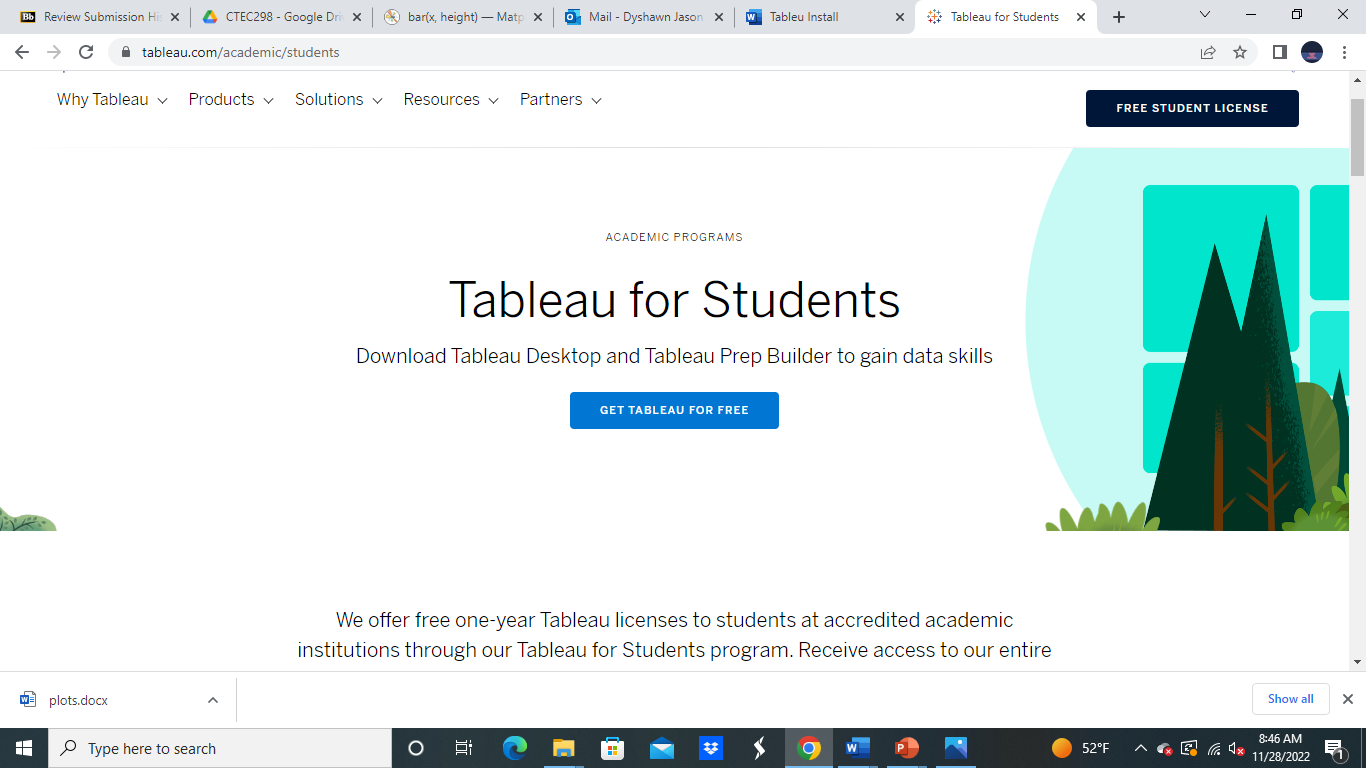 Bb Review Submission Hi
CTEC298 - Google Dri
bar(x, height) — Matp
Mail - Dyshawn Jason
Tableu Install
Tableau for Students
tableau.com/academic/students
Why Tableau
Products
Solutions
Resources
Partners
FREE STUDENT LICENSE
ACADEMIC PROGRAMS
Tableau for Students
Download Tableau Desktop and Tableau Prep Builder to gain data skills
GET TABLEAU FOR FREE
We offer free one-year Tableau licenses to students at accredited academic
institutions through our Tableau for Students program. Receive access to our entire
plots.docx
Show all
Type here to search
52°F
8:46 AM
11/28/2022
1